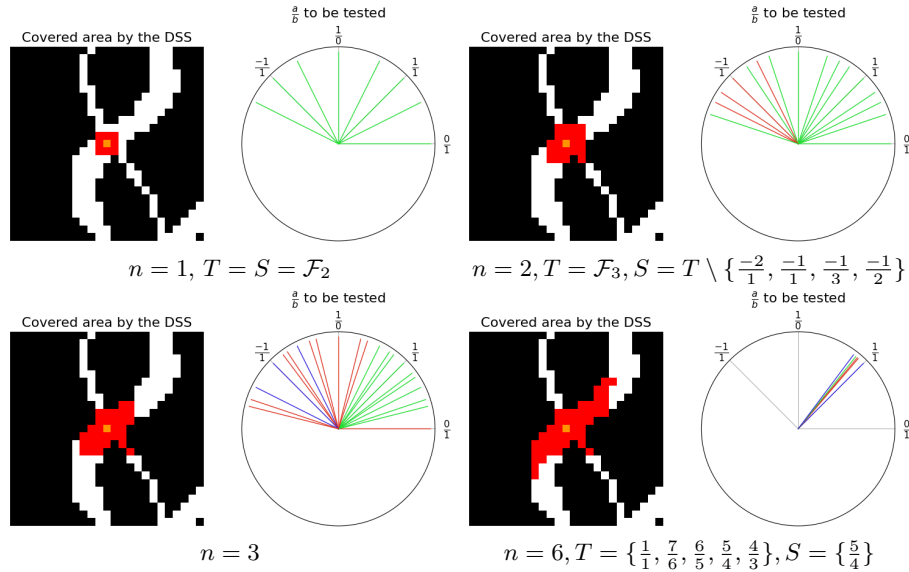 a/b to be tested
Covered area by the DSS
1/0
-1/1
1/1
0/1
n = 1, T = S = F₂
a/b to be tested
Covered area by the DSS
1/0
-1/1
1/1
0/1
n = 2, T = F₃, S = T \ {-2/1, -1/1, -1/3, -1/2}
a/b to be tested
Covered area by the DSS
1/0
-1/1
1/1
0/1
n = 3
a/b to be tested
Covered area by the DSS
1/0
-1/1
1/1
0/1
n = 6, T = {1/1, 7/6, 6/5, 5/4, 4/3}, S = {5/4}